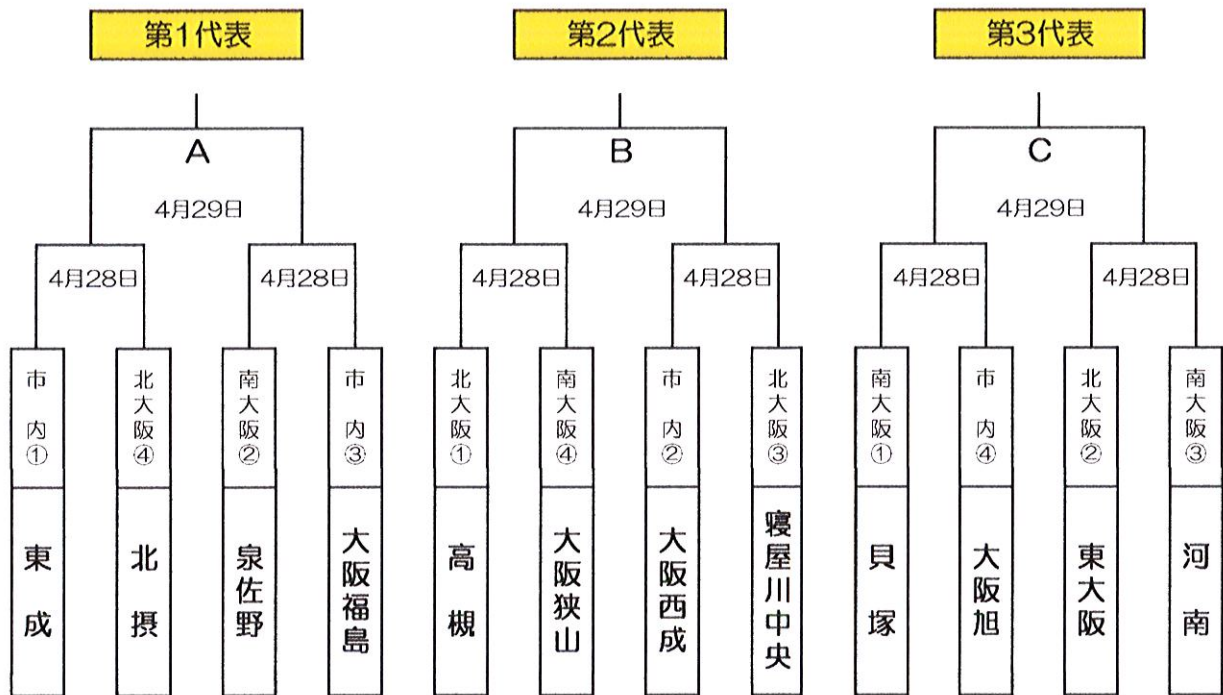 第1代表
第2代表
第3代表
A
B
C
4月29日
4月29日
4月29日
4月28日
4月28日
4月28日
4月28日
4月28日
4月28日
市内①
北大阪④
南大阪②
市内③
北大阪①
南大阪④
市内②
北大阪③
南大阪①
市内④
北大阪②
南大阪③
東成
北摂
泉佐野
大阪福島
高槻
大阪狭山
大阪西成
寝屋川中央
貝塚
大阪旭
東大阪
河南